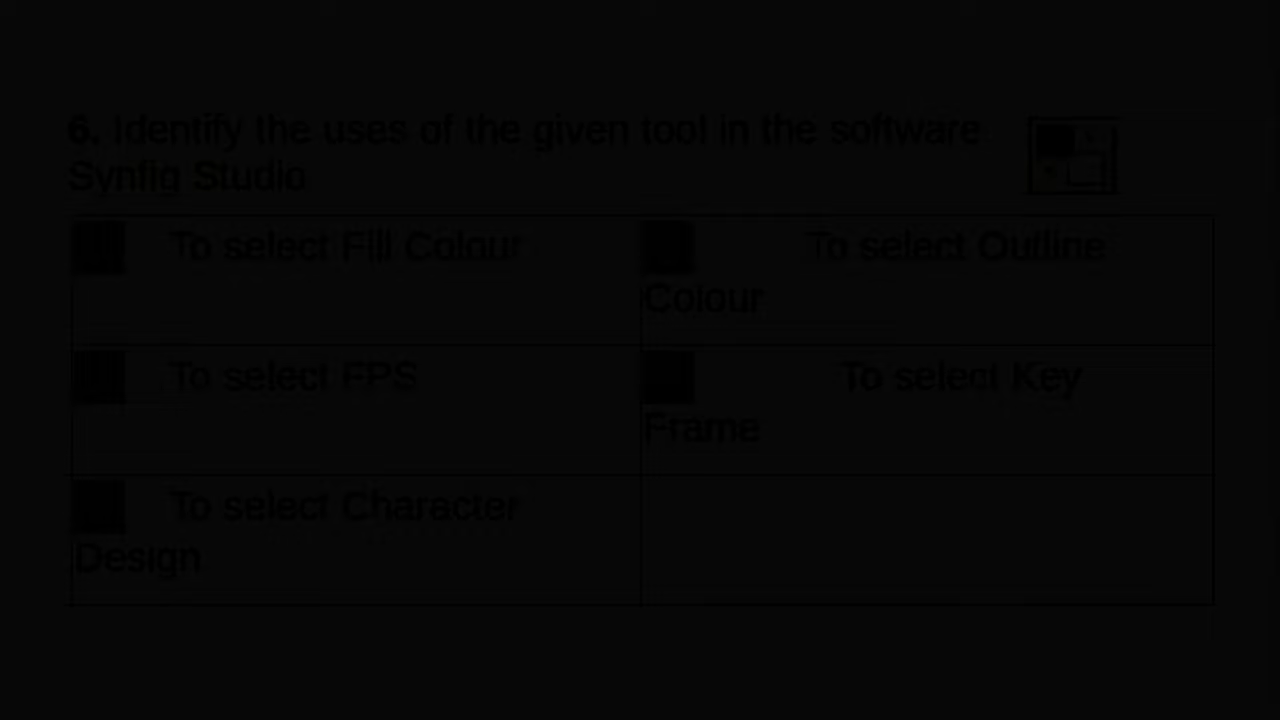 6. Identify the uses of the given tool in the software
Synfig Studio
To select Fill Colour
To select Outline
Colour
To select FPS
To select Key
Frame
To select Character
Design